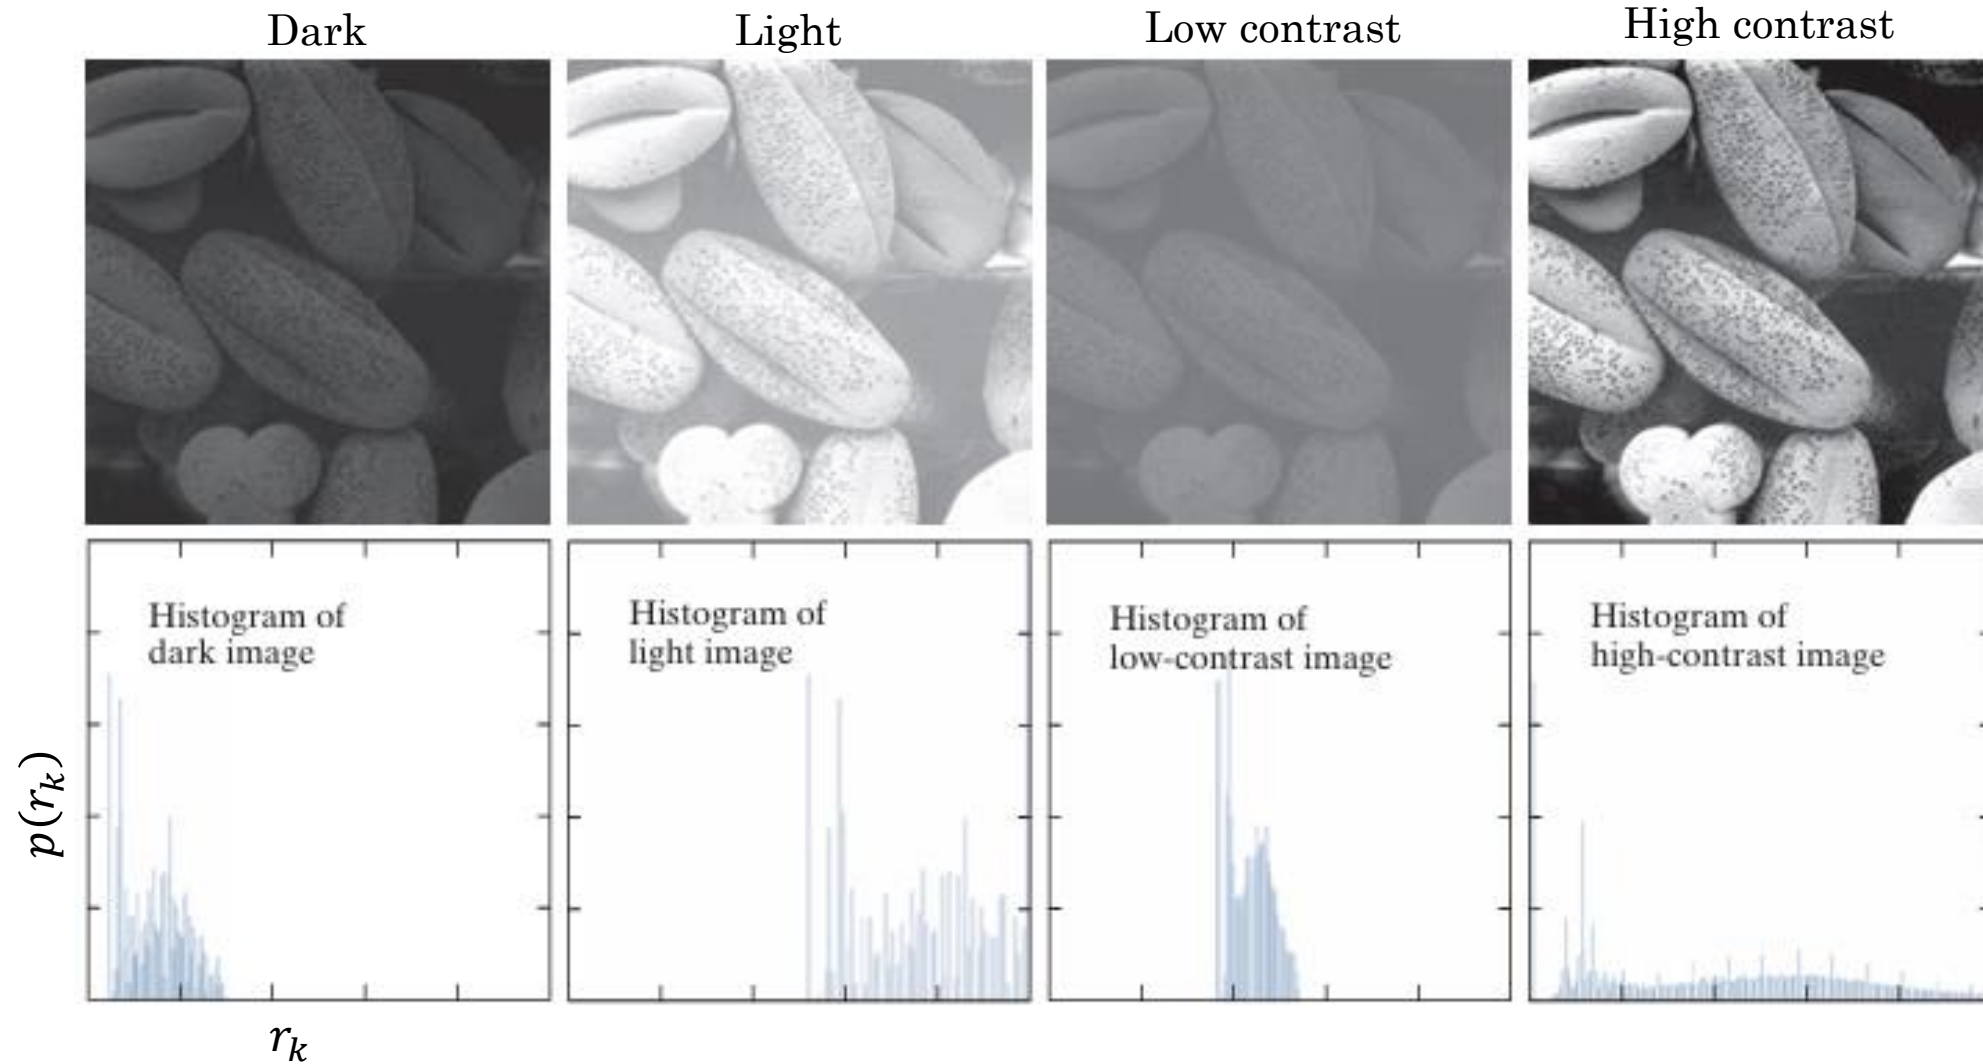 Dark
Light
Low contrast
High contrast
Histogram of
dark image
Histogram of
light image
Histogram of
low-contrast image
Histogram of
high-contrast image
p(r_k)
r_k